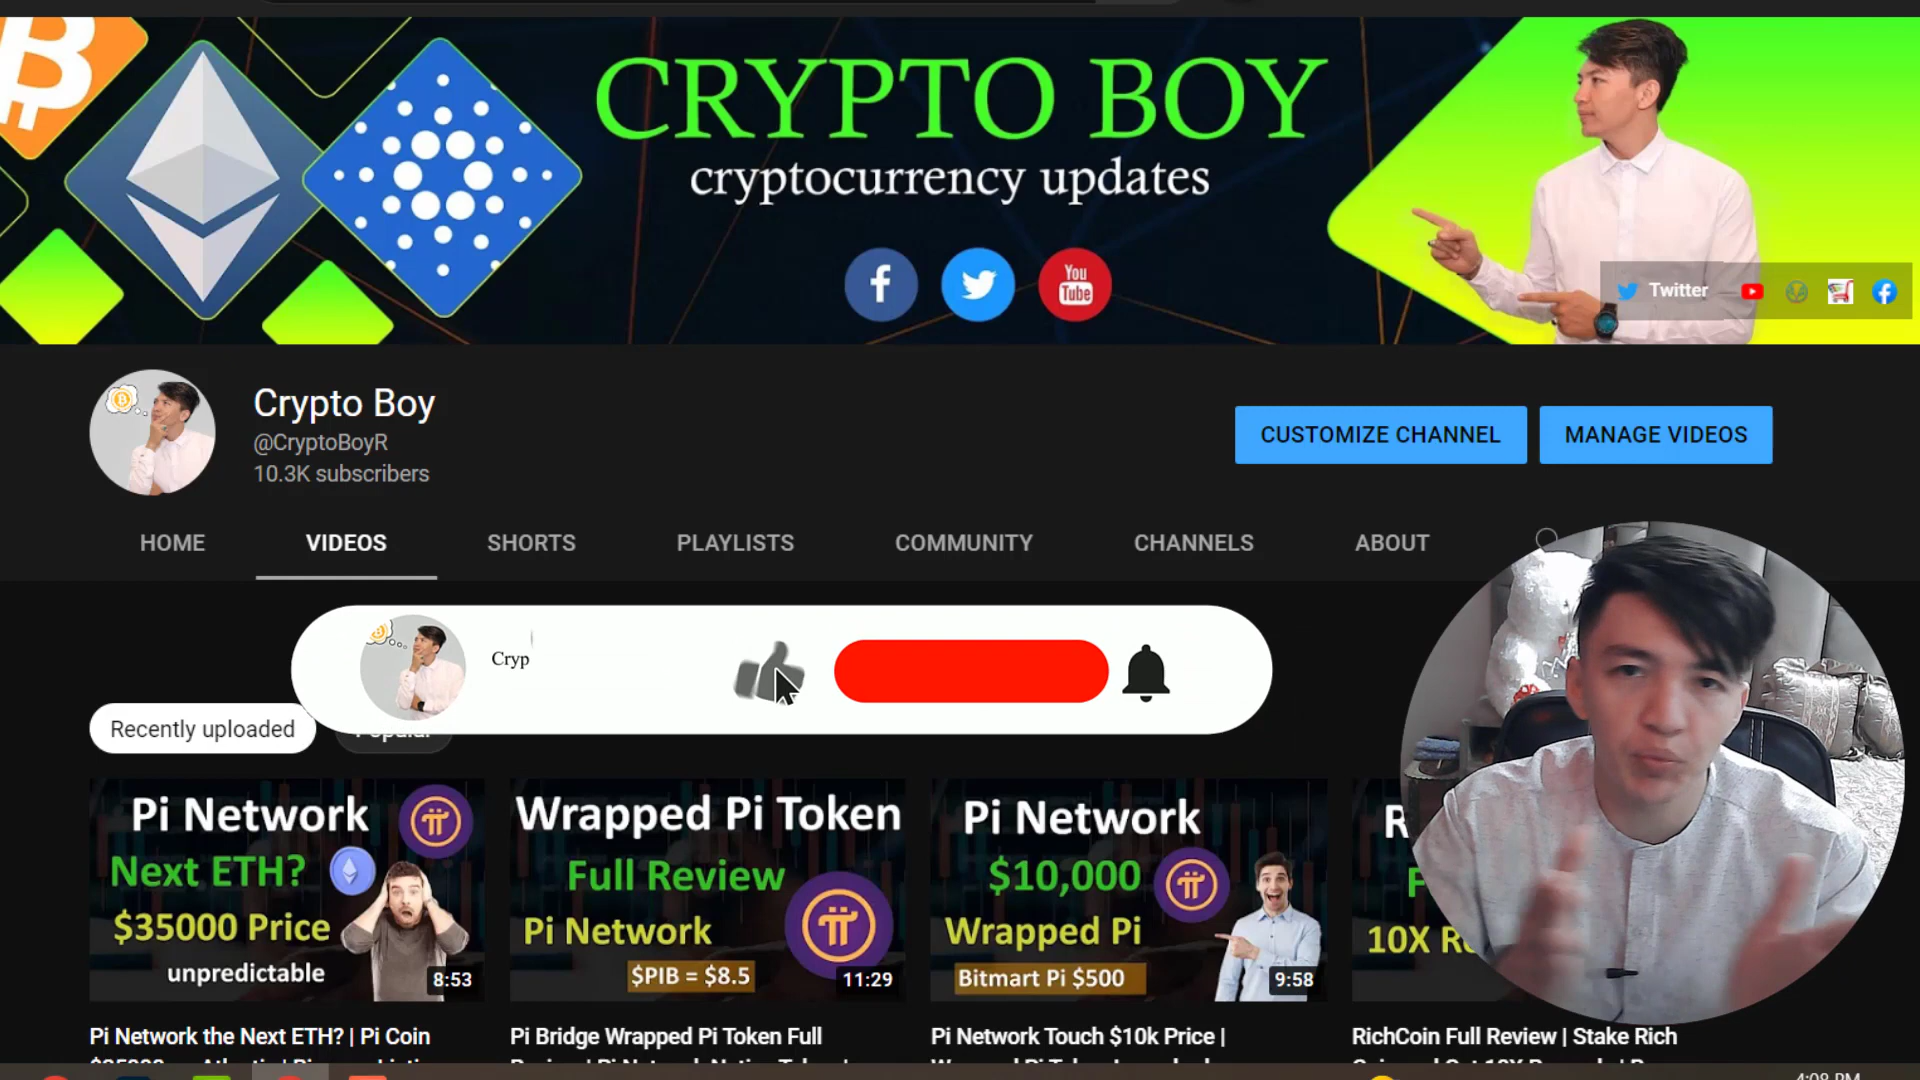 CRYPTO BOY
cryptocurrency updates
f
You
Tube
Twitter
Crypto Boy
@CryptoBoyR
10.3K subscribers
CUSTOMIZE CHANNEL
MANAGE VIDEOS
HOME
VIDEOS
SHORTS
PLAYLISTS
COMMUNITY
CHANNELS
ABOUT
Cryp
Recently uploaded
Popular
Pi Network
Next ETH?
$35000 Price
unpredictable
8:53
Wrapped Pi Token
Full Review
Pi Network
$PIB = $8.5
11:29
Pi Network
$10,000
Wrapped Pi
Bitmart Pi $500
9:58
R
F
10X R
Pi Network the Next ETH? | Pi Coin
Pi Bridge Wrapped Pi Token Full
Pi Network Touch $10k Price |
RichCoin Full Review | Stake Rich
4:08 PM